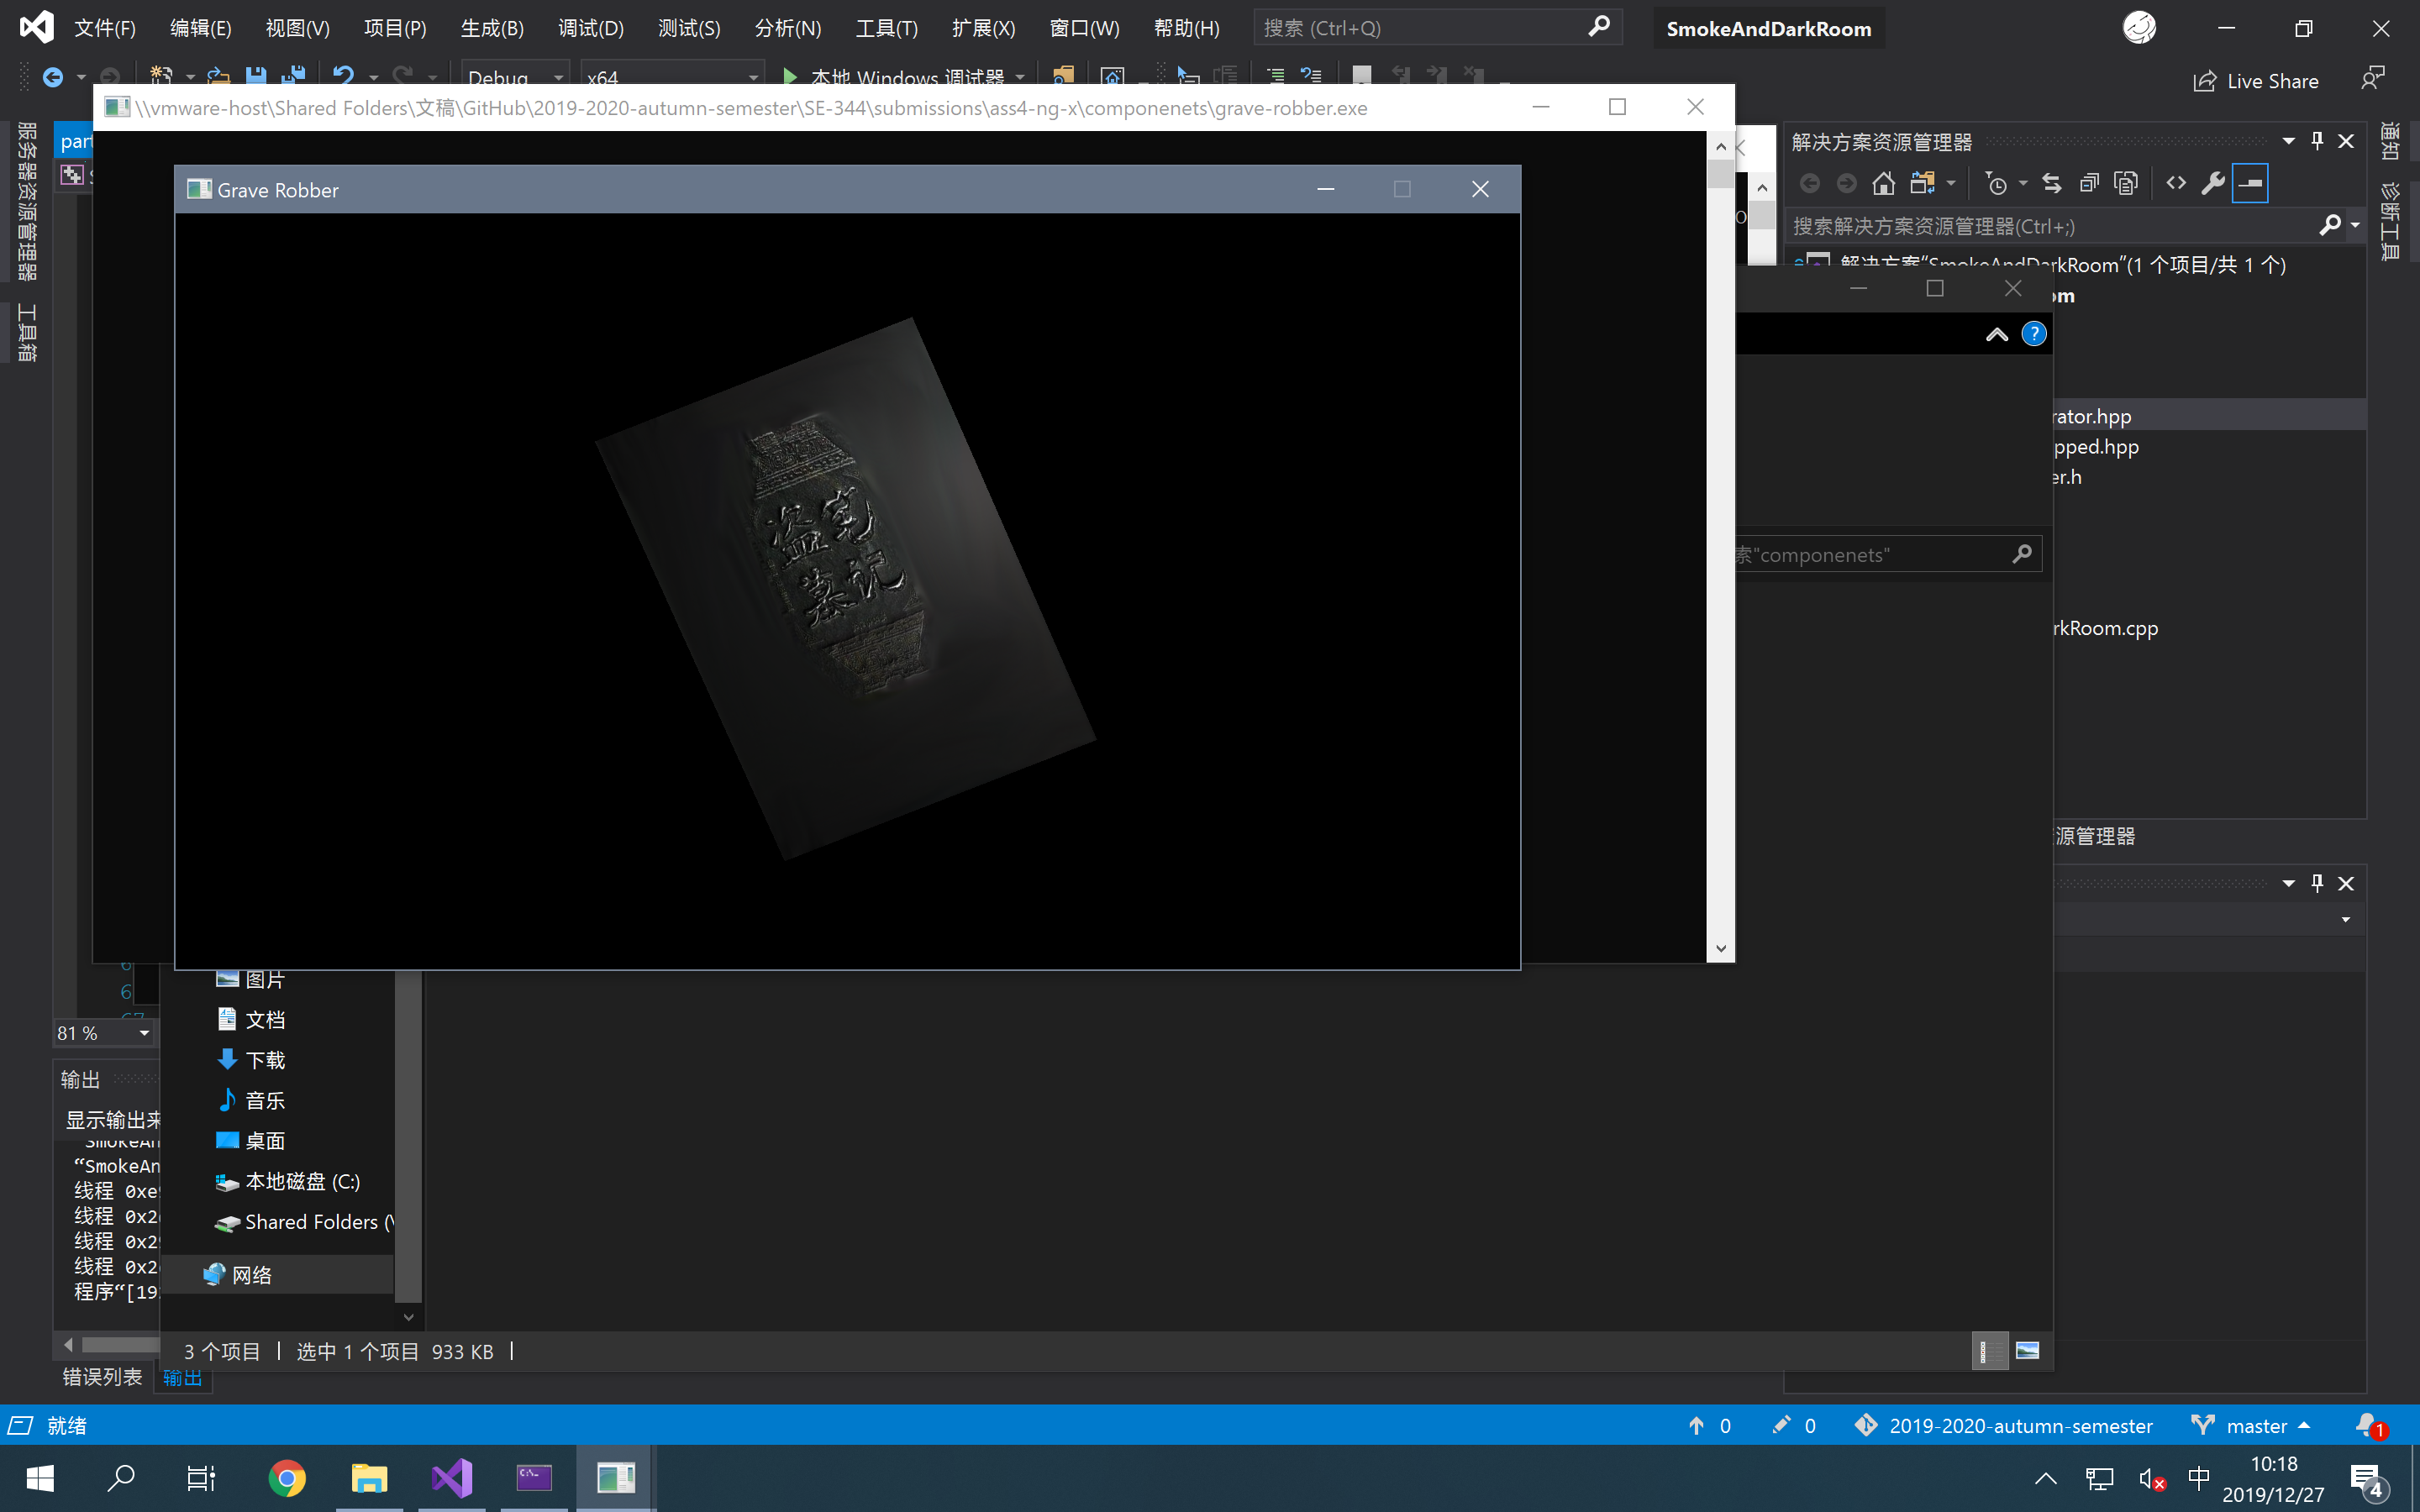 文件(F) 编辑(E) 视图(V) 项目(P) 生成(B) 调试(D) 测试(S) 分析(N) 工具(T) 扩展(X) 窗口(W) 帮助(H) 搜索 (Ctrl+Q) SmokeAndDarkRoom
Debug x64 本地 Windows 调试器 Live Share
\\vmware-host\Shared Folders\文稿\GitHub\2019-2020-autumn-semester\SE-344\submissions\ass4-ng-x\componenets\grave-robber.exe
服务器资源管理器
工具箱
part
Grave Robber
盗笔
墓记
解决方案资源管理器
搜索解决方案资源管理器(Ctrl+;)
解决方案“SmokeAndDarkRoom”(1 个项目/共 1 个)
om
rator.hpp
pped.hpp
er.h
rkRoom.cpp
源管理器
通知
诊断工具
索"componenets"
81 %
图片
文档
下载
音乐
桌面
本地磁盘 (C:)
Shared Folders (\
网络
3 个项目 选中 1 个项目 933 KB
输出
显示输出来
“SmokeAn
“SmokeAn
线程 0xe
线程 0x2
线程 0x2
线程 0x2
程序“[19
错误列表 输出
就绪 0 0 2019-2020-autumn-semester master 1
中 10:18
2019/12/27 4